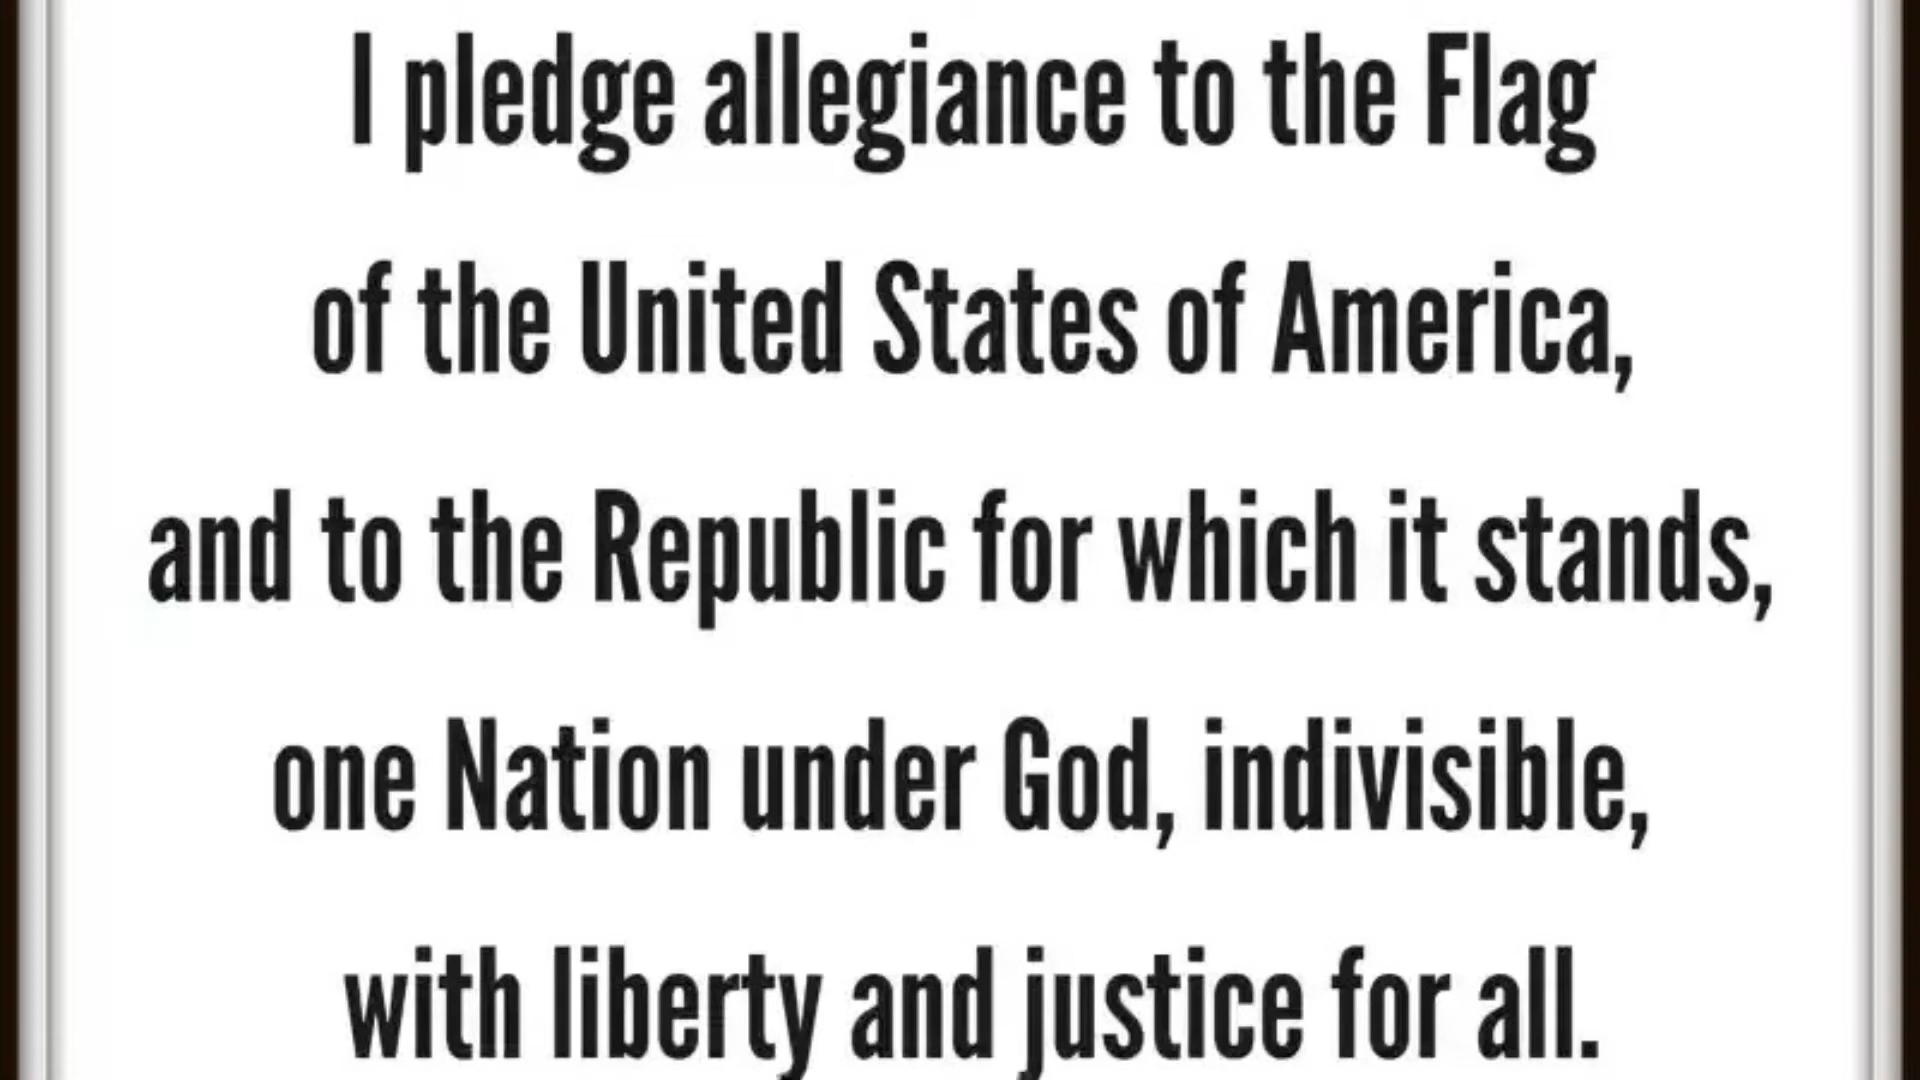 I pledge allegiance to the Flag
of the United States of America,
and to the Republic for which it stands,
one Nation under God, indivisible,
with liberty and justice for all.